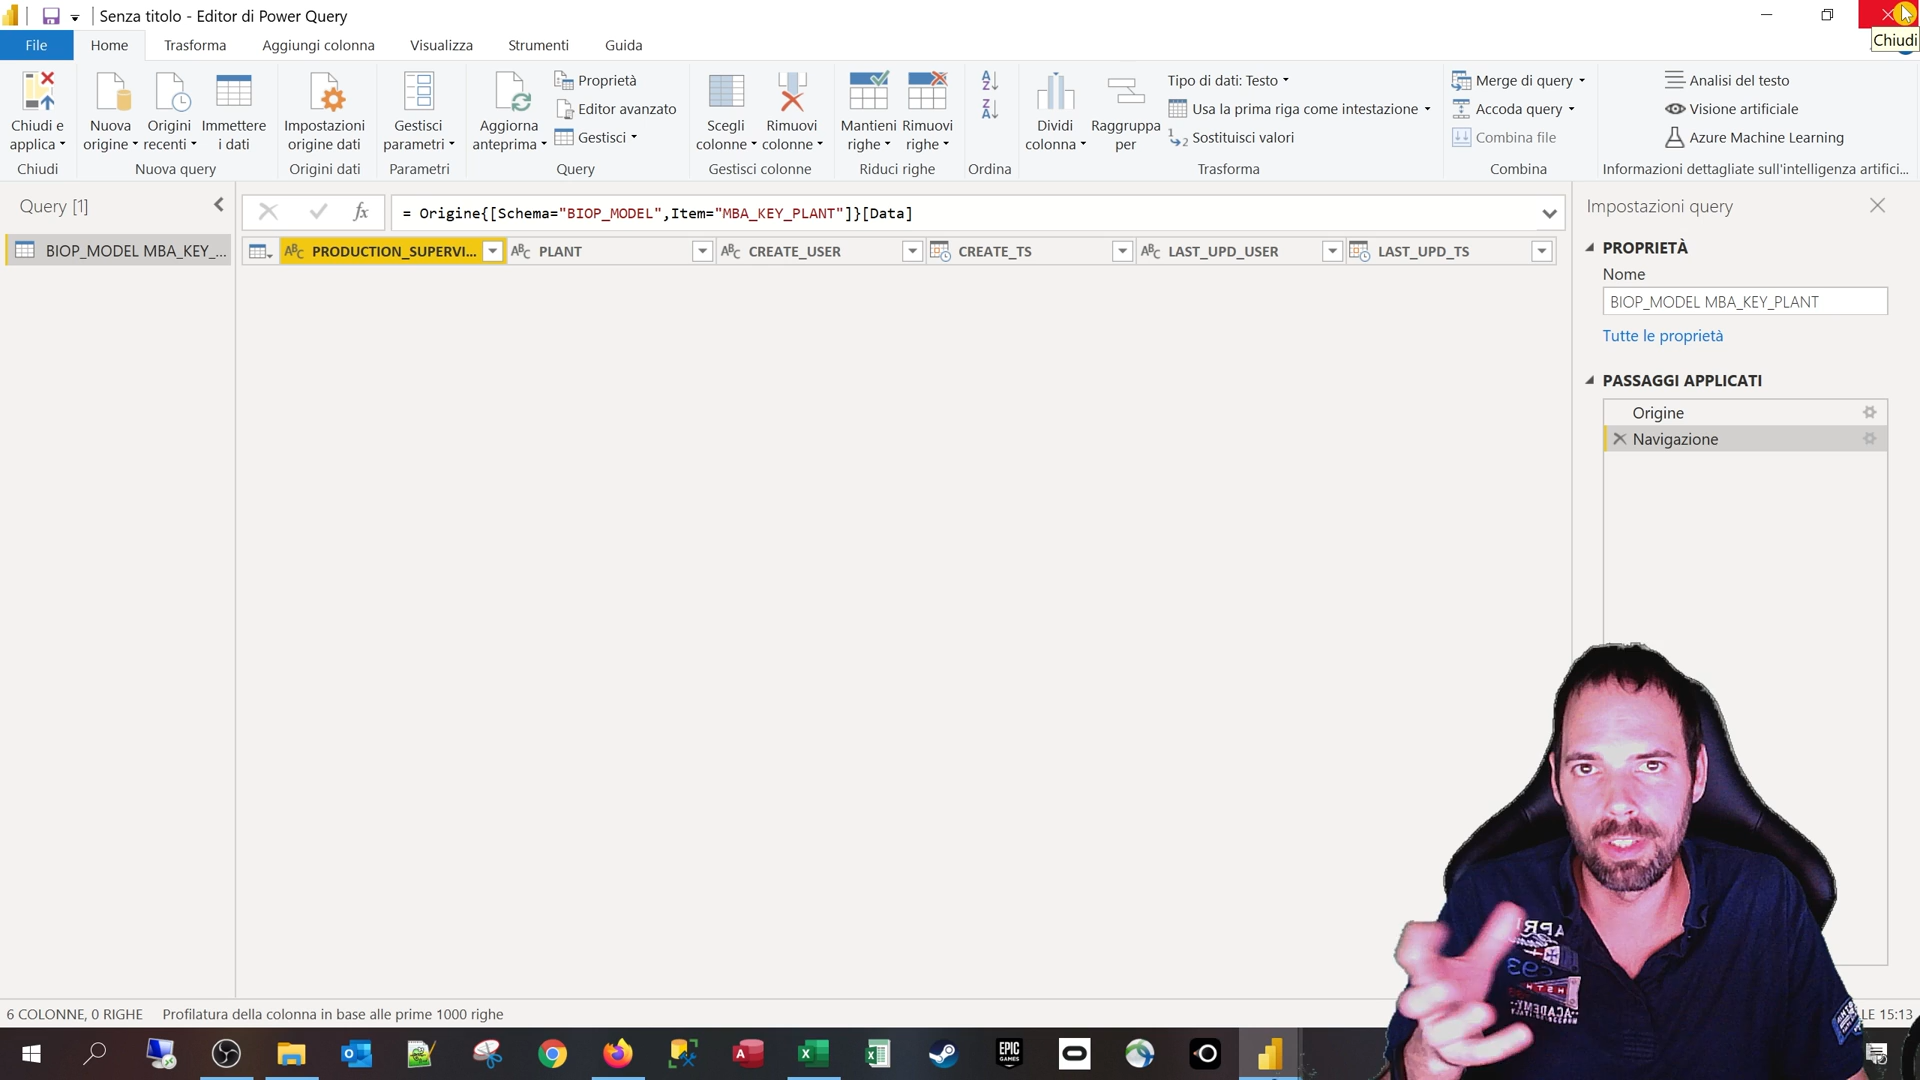 Senza titolo - Editor di Power Query
Chiudi
File Home Trasforma Aggiungi colonna Visualizza Strumenti Guida
Chiudi e applica
Chiudi
Nuova origine
Origini recenti
Immettere i dati
Nuova query
Impostazioni origine dati
Origini dati
Gestisci parametri
Parametri
Aggiorna anteprima
Proprietà
Editor avanzato
Gestisci
Query
Scegli colonne
Rimuovi colonne
Gestisci colonne
Mantieni righe
Rimuovi righe
Riduci righe
Ordina
Dividi colonna
Raggruppa per
Tipo di dati: Testo
Usa la prima riga come intestazione
Sostituisci valori
Trasforma
Merge di query
Accoda query
Combina file
Combina
Analisi del testo
Visione artificiale
Azure Machine Learning
Informazioni dettagliate sull'intelligenza artifici...
Query [1]
BIOP_MODEL MBA_KEY_...
= Origine{[Schema="BIOP_MODEL",Item="MBA_KEY_PLANT"]}[Data]
PRODUCTION_SUPERVI... PLANT CREATE_USER CREATE_TS LAST_UPD_USER LAST_UPD_TS
Impostazioni query
PROPRIETÀ
Nome
BIOP_MODEL MBA_KEY_PLANT
Tutte le proprietà
PASSAGGI APPLICATI
Origine
Navigazione
6 COLONNE, 0 RIGHE Profilatura della colonna in base alle prime 1000 righe
LE 15:13
EPIC
GAMES